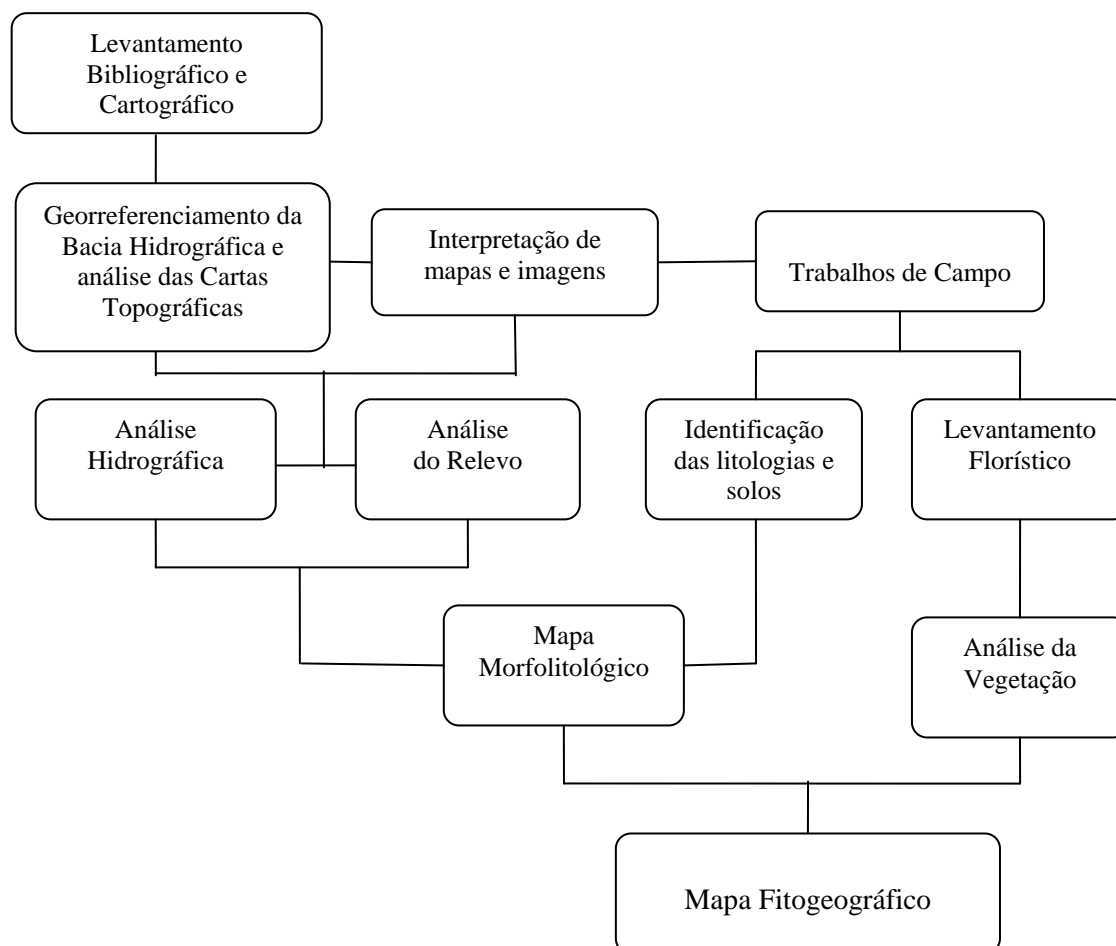 Levantamento
Bibliográfico e
Cartográfico
Georreferenciamento da
Bacia Hidrográfica e
análise das Cartas
Topográficas
Interpretação de
mapas e imagens
Trabalhos de Campo
Análise
Hidrográfica
Análise
do Relevo
Identificação
das litologias e
solos
Levantamento
Florístico
Mapa
Morfolitológico
Análise da
Vegetação
Mapa Fitogeográfico